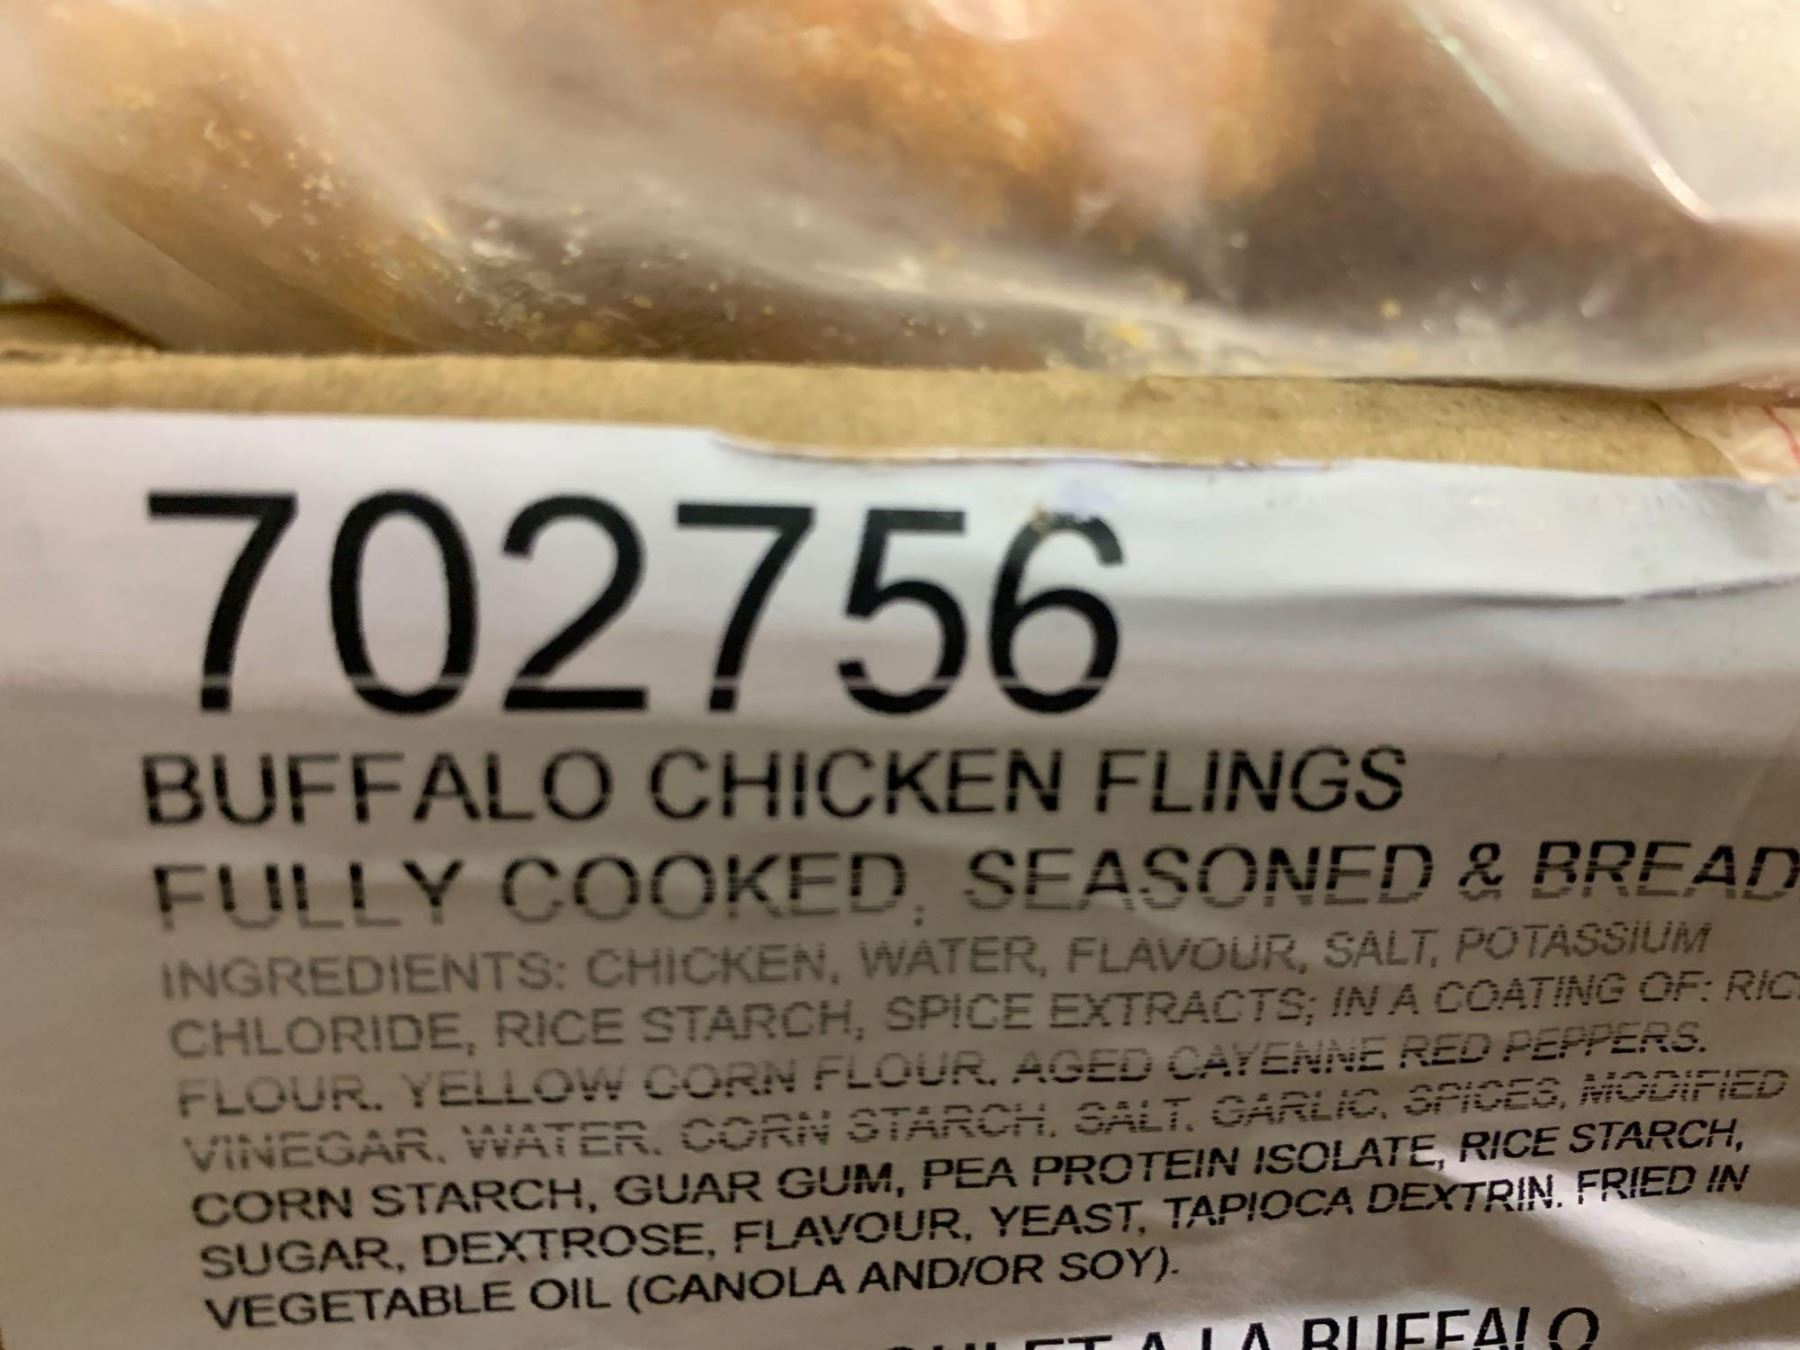 702756
BUFFALO CHICKEN FLINGS
FULLY COOKED, SEASONED & BREAD
INGREDIENTS: CHICKEN, WATER, FLAVOUR, SALT, POTASSIUM
CHLORIDE, RICE STARCH, SPICE EXTRACTS; IN A COATING OF: RIC
FLOUR, YELLOW CORN FLOUR, AGED CAYENNE RED PEPPERS,
VINEGAR, WATER, CORN STARCH, SALT, GARLIC, SPICES, MODIFIED
CORN STARCH, GUAR GUM, PEA PROTEIN ISOLATE, RICE STARCH,
SUGAR, DEXTROSE, FLAVOUR, YEAST, TAPIOCA DEXTRIN. FRIED IN
VEGETABLE OIL (CANOLA AND/OR SOY).
A LA BUFFALO